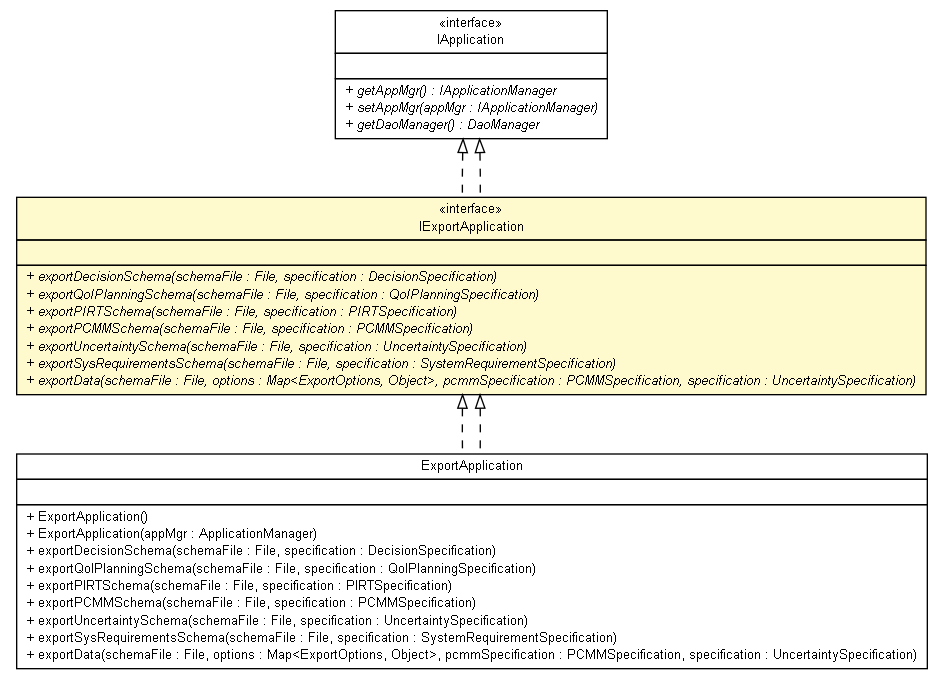 «interface»
IApplication
+ getAppMgr() : IApplicationManager
+ setAppMgr(appMgr : IApplicationManager)
+ getDaoManager() : DaoManager
«interface»
IExportApplication
+ exportDecisionSchema(schemaFile : File, specification : DecisionSpecification)
+ exportQoIPlanningSchema(schemaFile : File, specification : QoIPlanningSpecification)
+ exportPIRTSchema(schemaFile : File, specification : PIRTSpecification)
+ exportPCMMSchema(schemaFile : File, specification : PCMMSpecification)
+ exportUncertaintySchema(schemaFile : File, specification : UncertaintySpecification)
+ exportSysRequirementsSchema(schemaFile : File, specification : SystemRequirementSpecification)
+ exportData(schemaFile : File, options : Map<ExportOptions, Object>, pcmmSpecification : PCMMSpecification, specification : UncertaintySpecification)
ExportApplication
+ ExportApplication()
+ ExportApplication(appMgr : ApplicationManager)
+ exportDecisionSchema(schemaFile : File, specification : DecisionSpecification)
+ exportQoIPlanningSchema(schemaFile : File, specification : QoIPlanningSpecification)
+ exportPIRTSchema(schemaFile : File, specification : PIRTSpecification)
+ exportPCMMSchema(schemaFile : File, specification : PCMMSpecification)
+ exportUncertaintySchema(schemaFile : File, specification : UncertaintySpecification)
+ exportSysRequirementsSchema(schemaFile : File, specification : SystemRequirementSpecification)
+ exportData(schemaFile : File, options : Map<ExportOptions, Object>, pcmmSpecification : PCMMSpecification, specification : UncertaintySpecification)